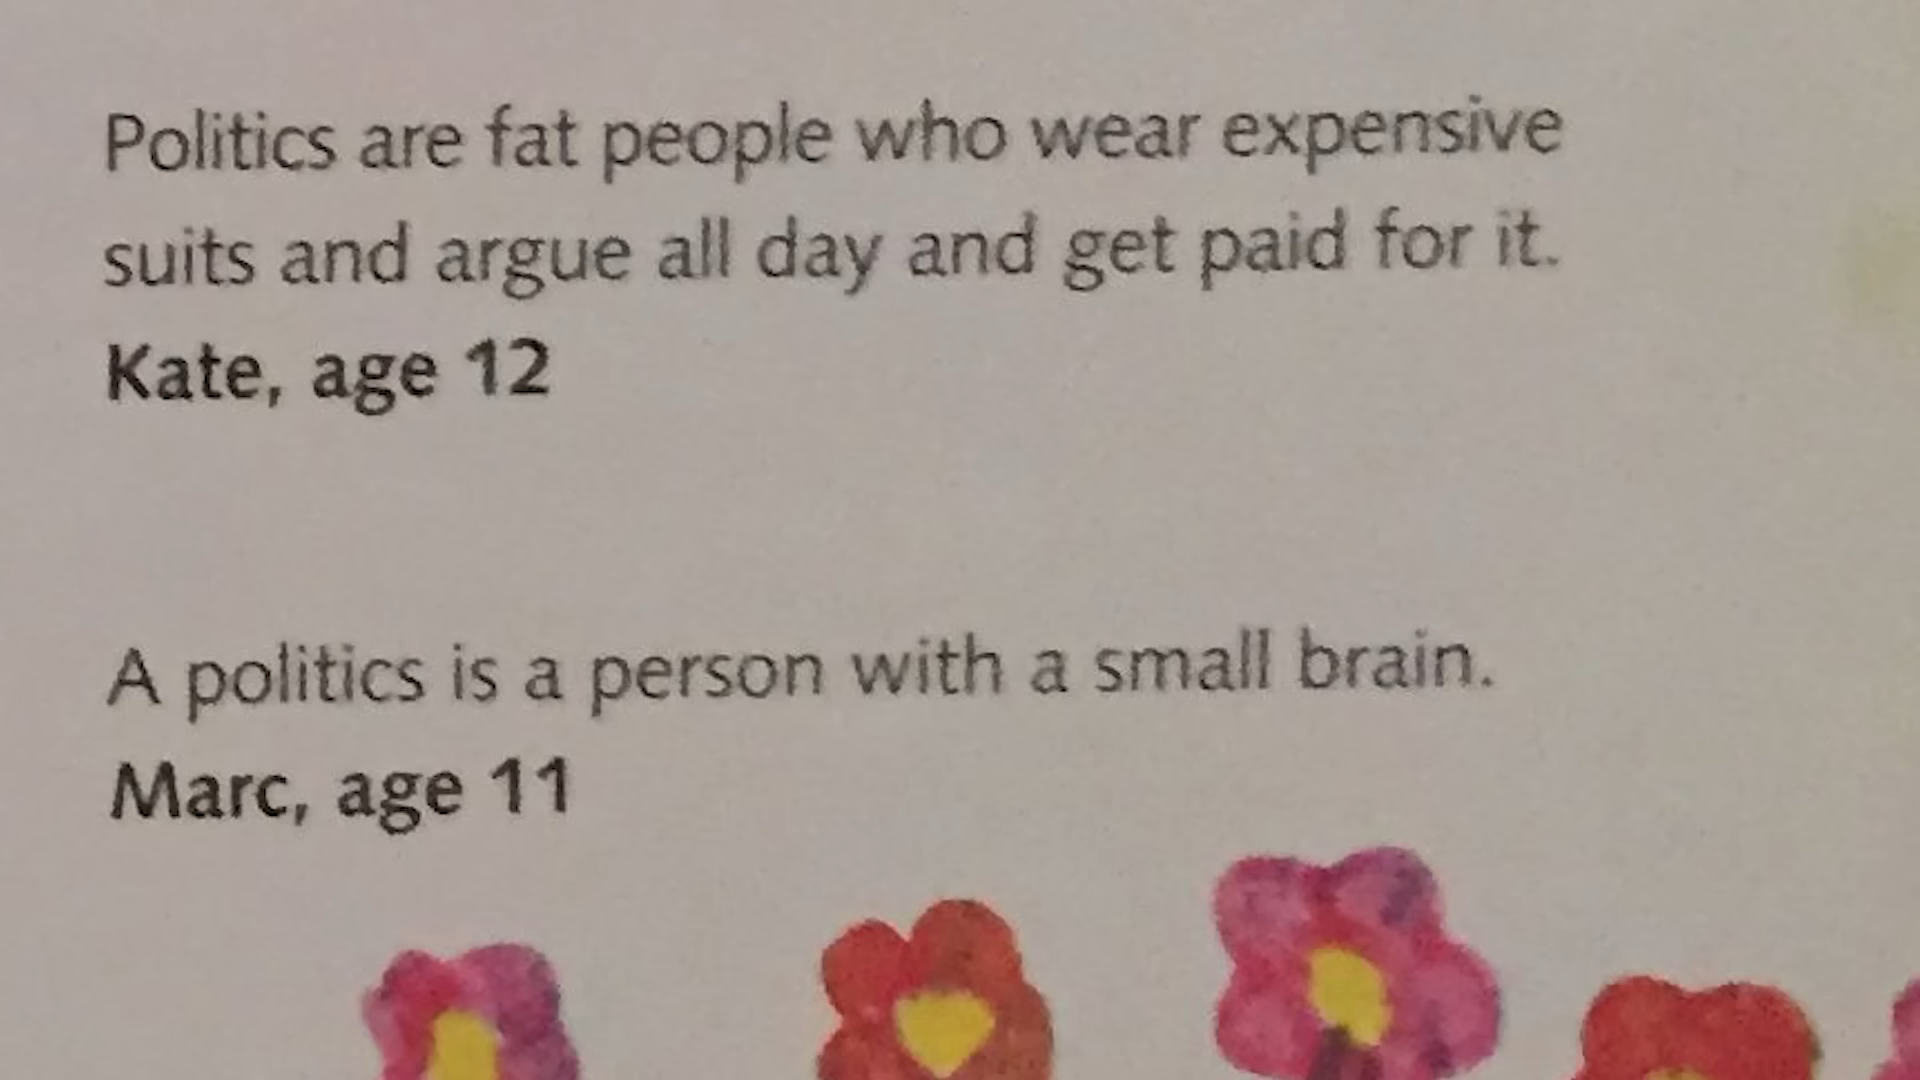 Politics are fat people who wear expensive
suits and argue all day and get paid for it.
Kate, age 12
A politics is a person with a small brain.
Marc, age 11